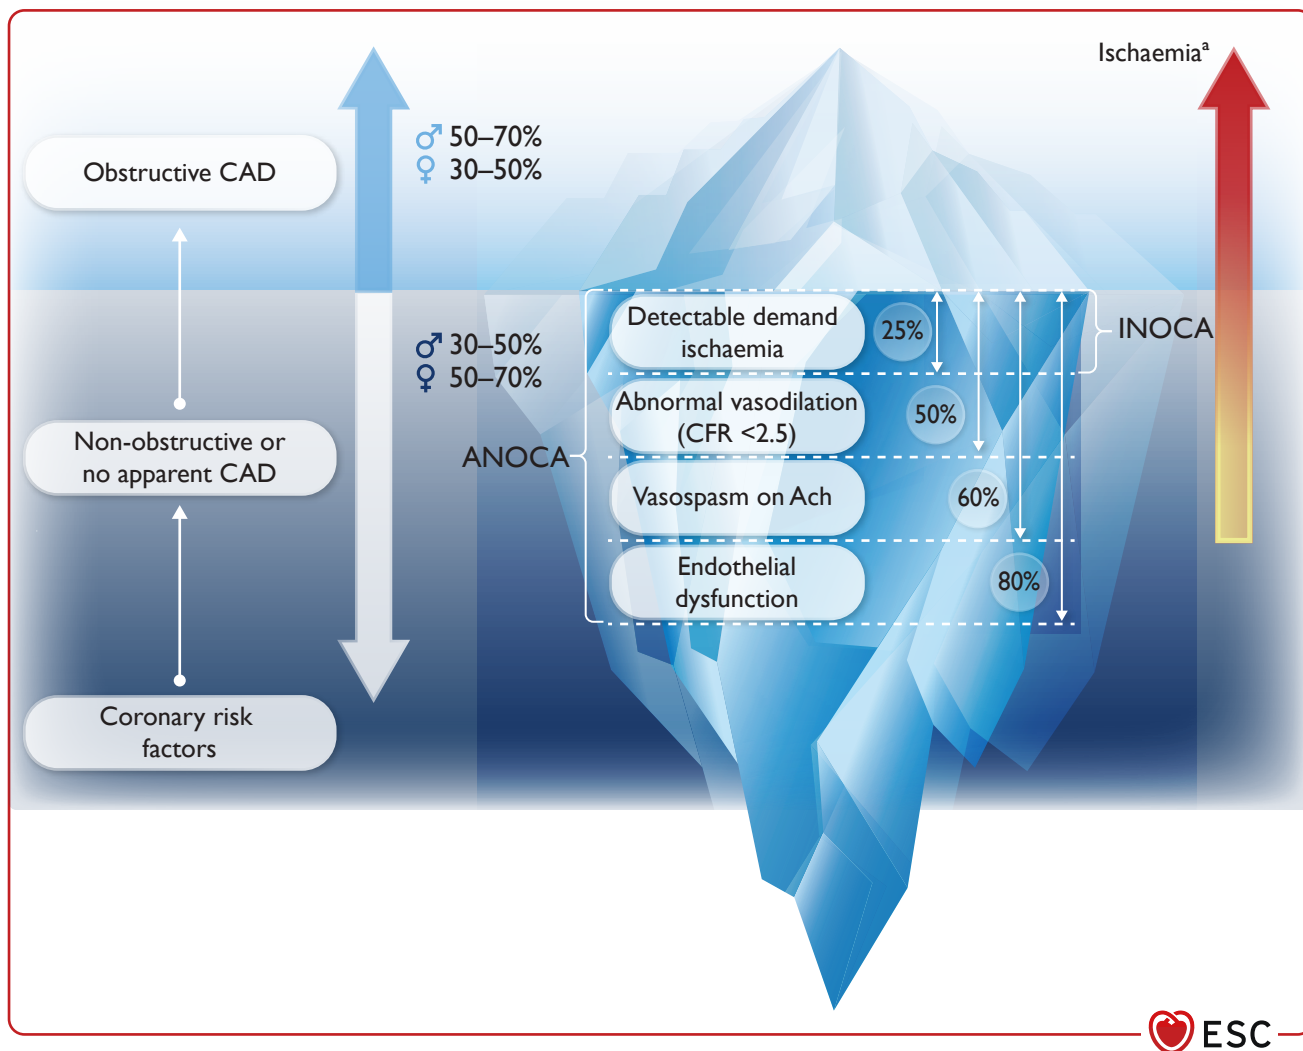 Ischaemiaª
Obstructive CAD
♂ 50–70%
♀ 30–50%
Detectable demand
ischaemia
25%
INOCA
♂ 30–50%
♀ 50–70%
Abnormal vasodilation
(CFR <2.5)
50%
Non-obstructive or
no apparent CAD
ANOCA
Vasospasm on Ach
60%
Endothelial
dysfunction
80%
Coronary risk
factors
ESC